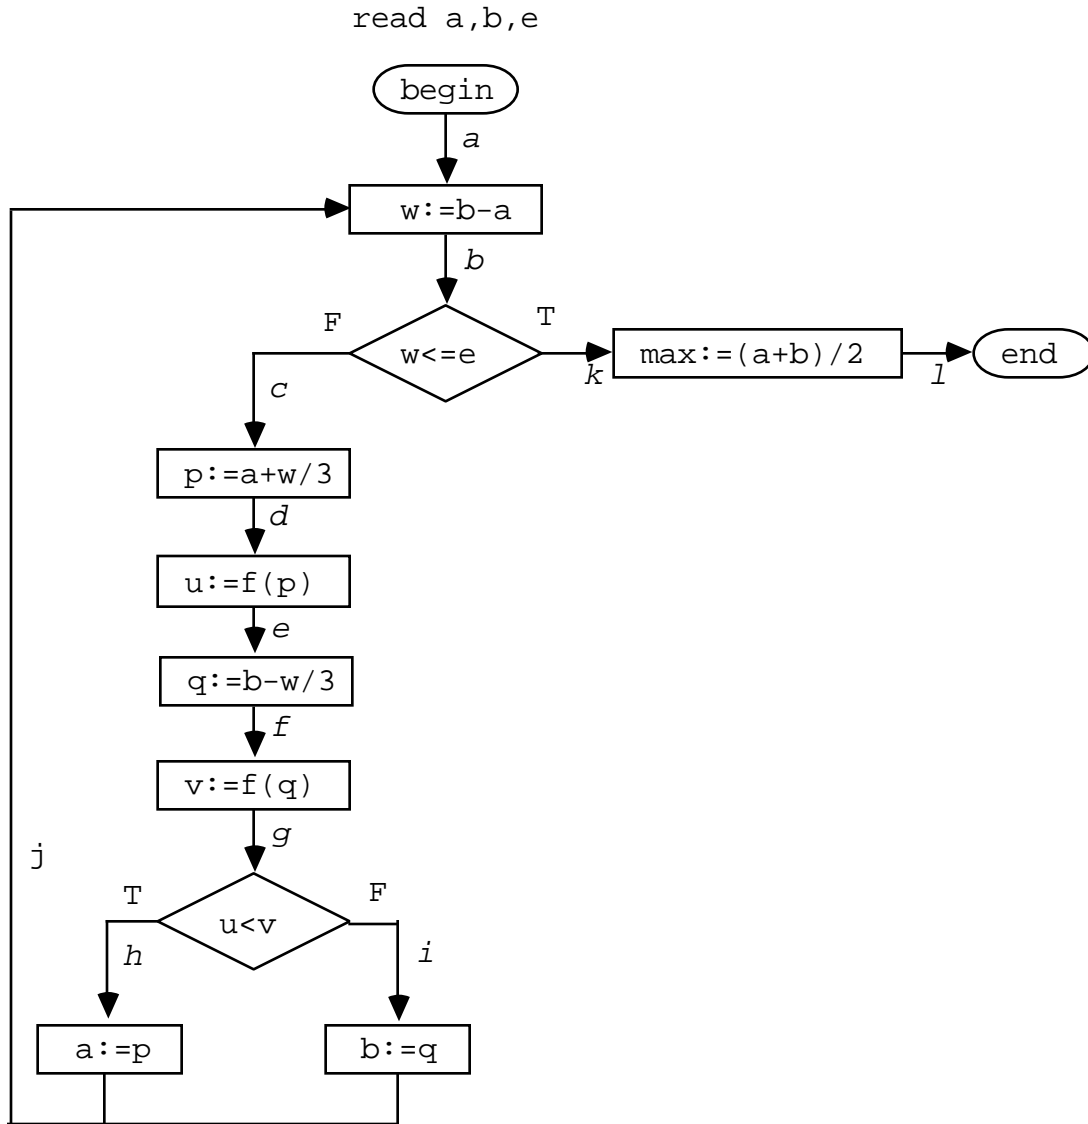 read a,b,e
begin
a
w:=b-a
b
F
T
w<=e
k
max:=(a+b)/2
l
end
c
p:=a+w/3
d
u:=f(p)
e
q:=b-w/3
f
v:=f(q)
g
j
T
F
u<v
h
i
a:=p
b:=q